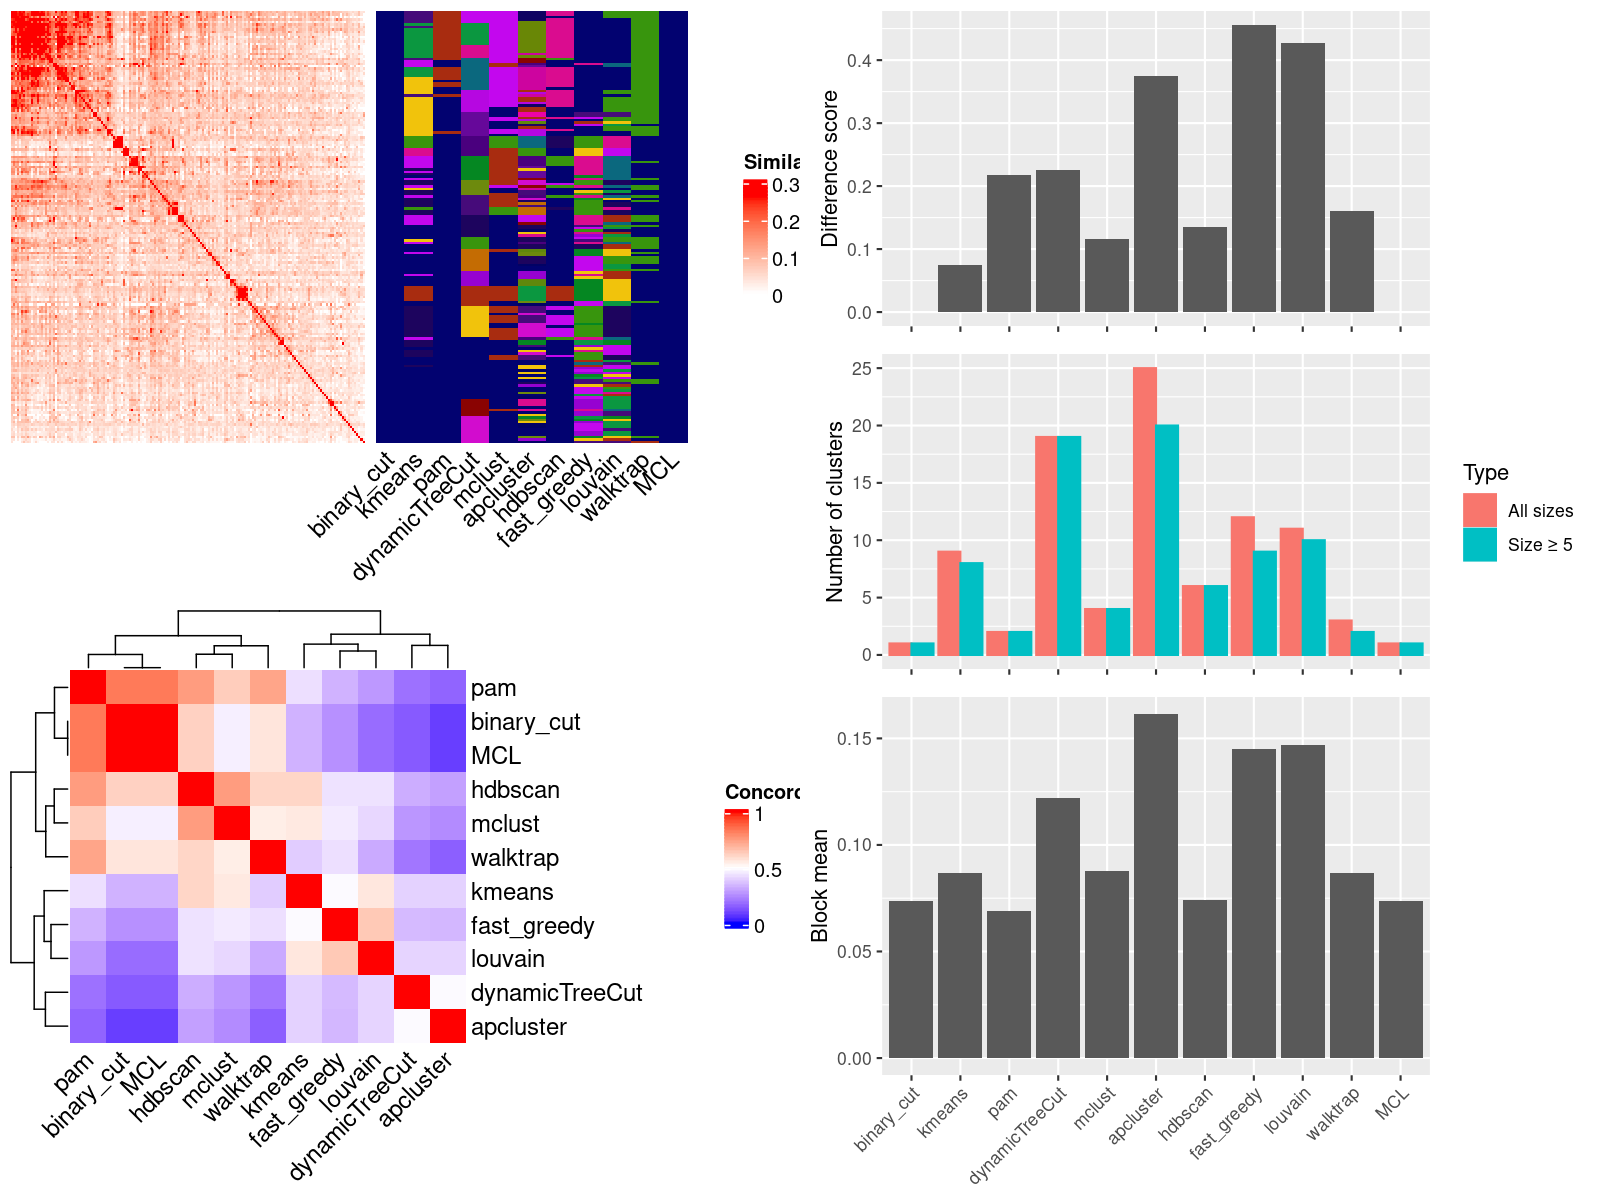 Simila
0.3
0.2
0.1
0
binary_cut
kmeans
pam
dynamicTreeCut
mclust
apcluster
hdbscan
fast_greedy
louvain
walktrap
MCL
Difference score
0.4
0.3
0.2
0.1
0.0
Number of clusters
25
20
15
10
5
0
Type
All sizes
Size ≥ 5
Block mean
0.15
0.10
0.05
0.00
binary_cut
kmeans
pam
dynamicTreeCut
mclust
apcluster
hdbscan
fast_greedy
louvain
walktrap
MCL
pam
binary_cut
MCL
hdbscan
mclust
walktrap
kmeans
fast_greedy
louvain
dynamicTreeCut
apcluster
Concord
1
0.5
0
pam
binary_cut
MCL
hdbscan
mclust
walktrap
kmeans
fast_greedy
louvain
dynamicTreeCut
apcluster